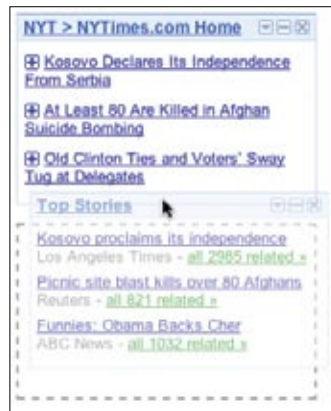 NYT > NYTimes.com Home
Kosovo Declares Its Independence
From Serbia
At Least 80 Are Killed in Afghan
Suicide Bombing
Old Clinton Ties and Voters' Sway
Tug at Delegates
Top Stories
Kosovo proclaims its independence
Los Angeles Times - all 2985 related »
Picnic site blast kills over 80 Afghans
Reuters - all 821 related »
Funnies: Obama Backs Cher
ABC News - all 1032 related »